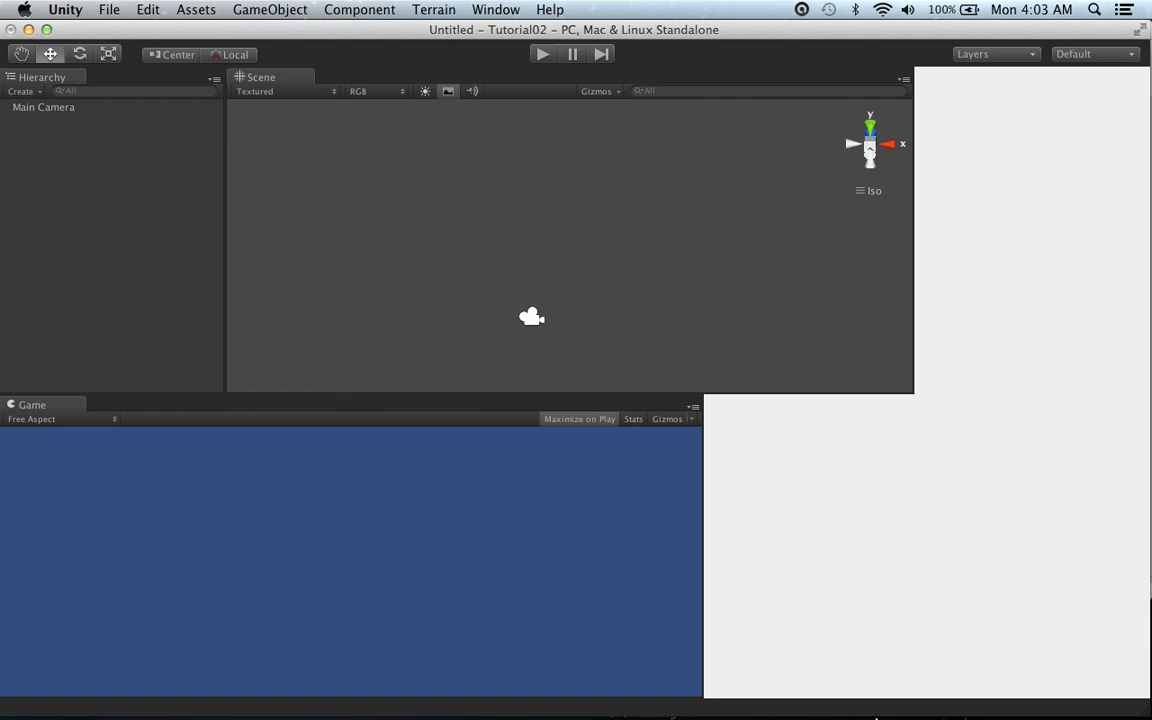 Unity File Edit Assets GameObject Component Terrain Window Help 100% Mon 4:03 AM
Untitled - Tutorial02 - PC, Mac & Linux Standalone
Center Local Layers Default
Hierarchy Scene
Create All Textured RGB Gizmos All
Main Camera
y
x
Iso
Game
Free Aspect Maximize on Play Stats Gizmos